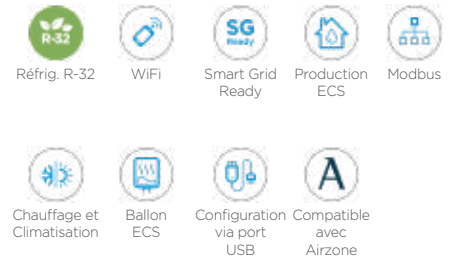 R-32
SG
Ready
Réfrig. R-32
WiFi
Smart Grid
Ready
Production
ECS
Modbus
A
Chauffage et
Climatisation
Ballon
ECS
Configuration
via port
USB
Compatible
avec
Airzone